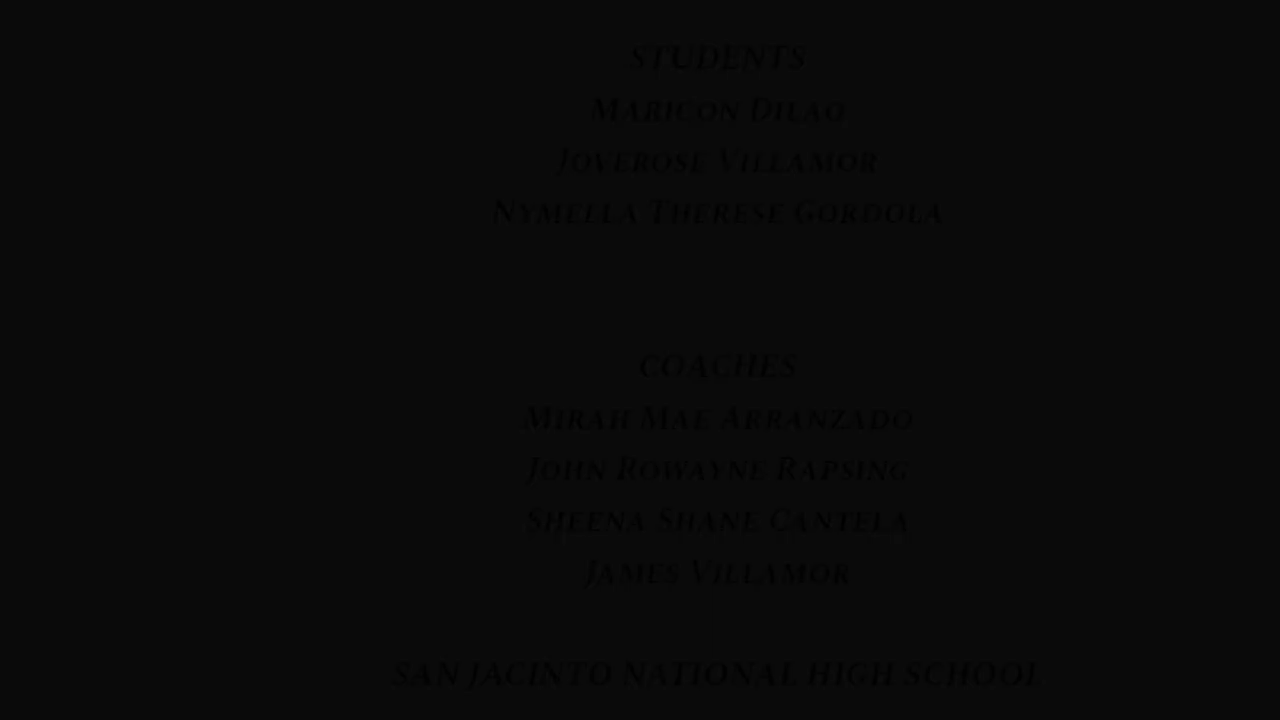 STUDENTS
MARICON DILAO
JOVEROSE VILLAMOR
NYMELLA THERESE GORDOLA
COACHES
MIRAH MAE ARRANZADO
JOHN ROWAYNE RAPSING
SHEENA SHANE CANTELA
JAMES VILLAMOR
SAN JACINTO NATIONAL HIGH SCHOOL